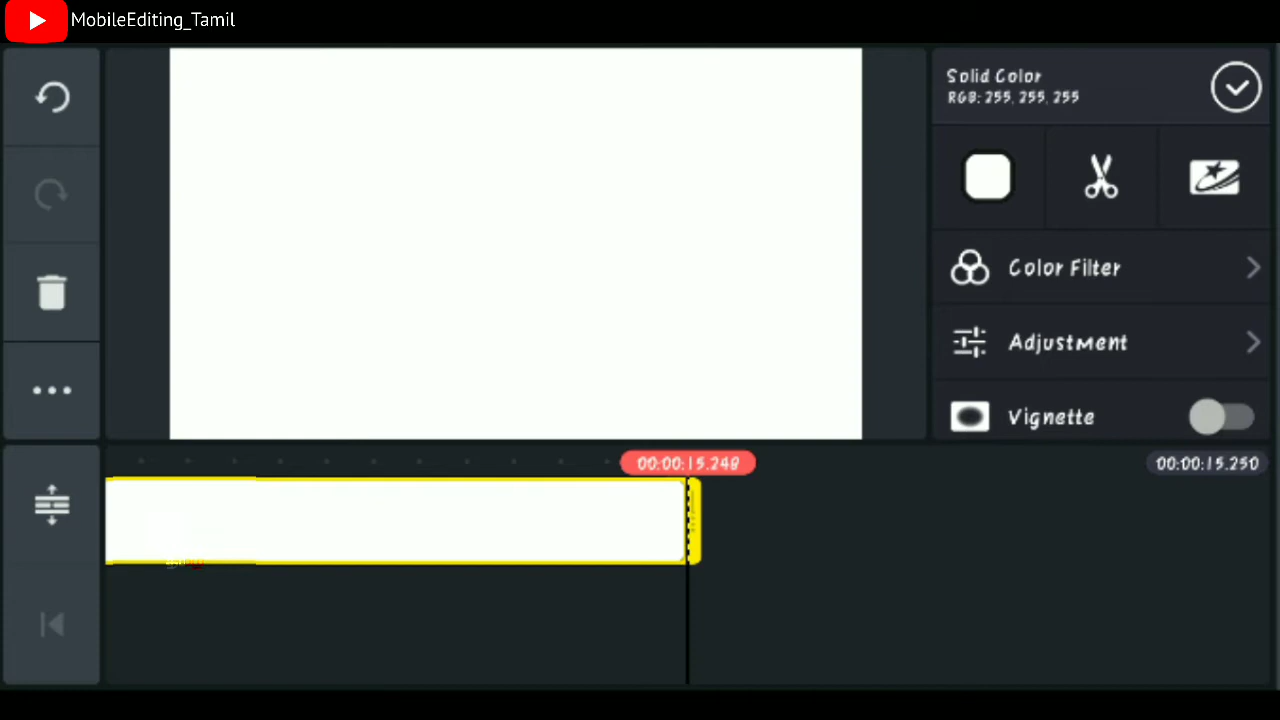 MobileEditing_Tamil
Solid Color
RGB: 255, 255, 255
Color Filter
Adjustment
Vignette
00:00:15.248
00:00:15.250